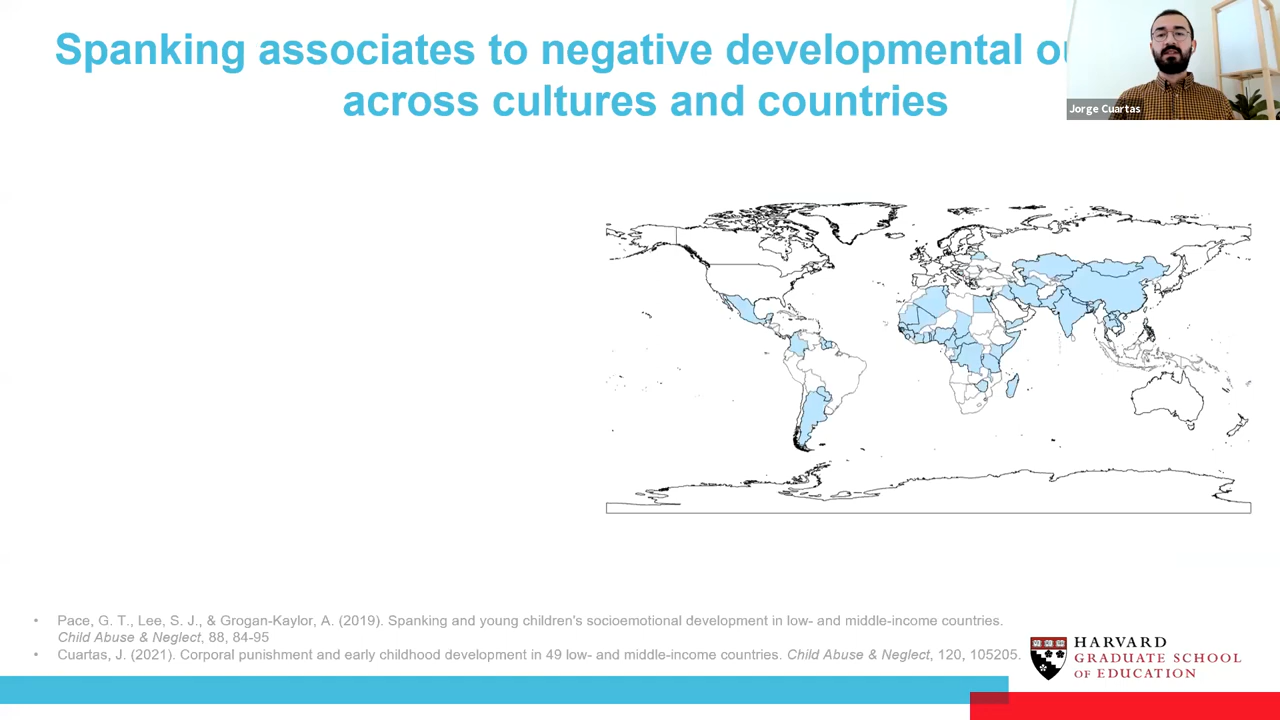 Spanking associates to negative developmental
across cultures and countries
Jorge Cuartas
• Pace, G. T., Lee, S. J., & Grogan-Kaylor, A. (2019). Spanking and young children's socioemotional development in low- and middle-income countries.
Child Abuse & Neglect, 88, 84-95
• Cuartas, J. (2021). Corporal punishment and early childhood development in 49 low- and middle-income countries. Child Abuse & Neglect, 120, 105205.
HARVARD
GRADUATE SCHOOL
OF EDUCATION